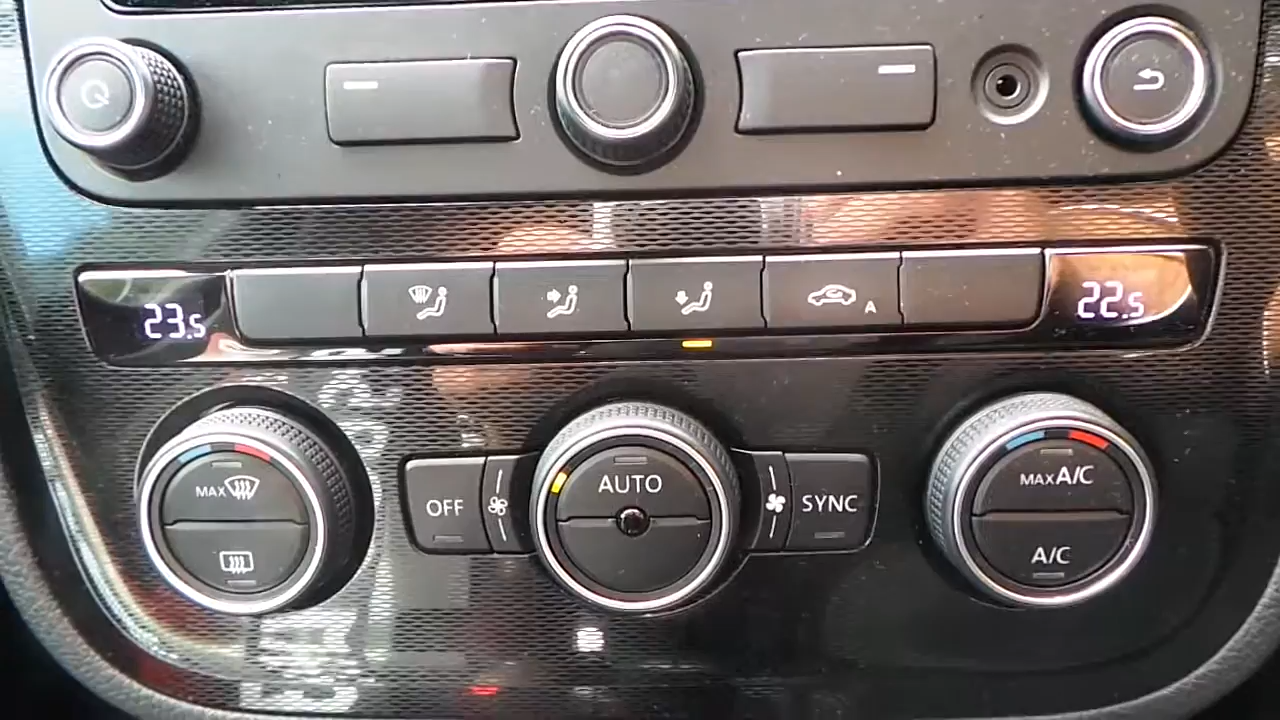 23.5
A
22.5
MAX
OFF
AUTO
SYNC
MAX A/C
A/C